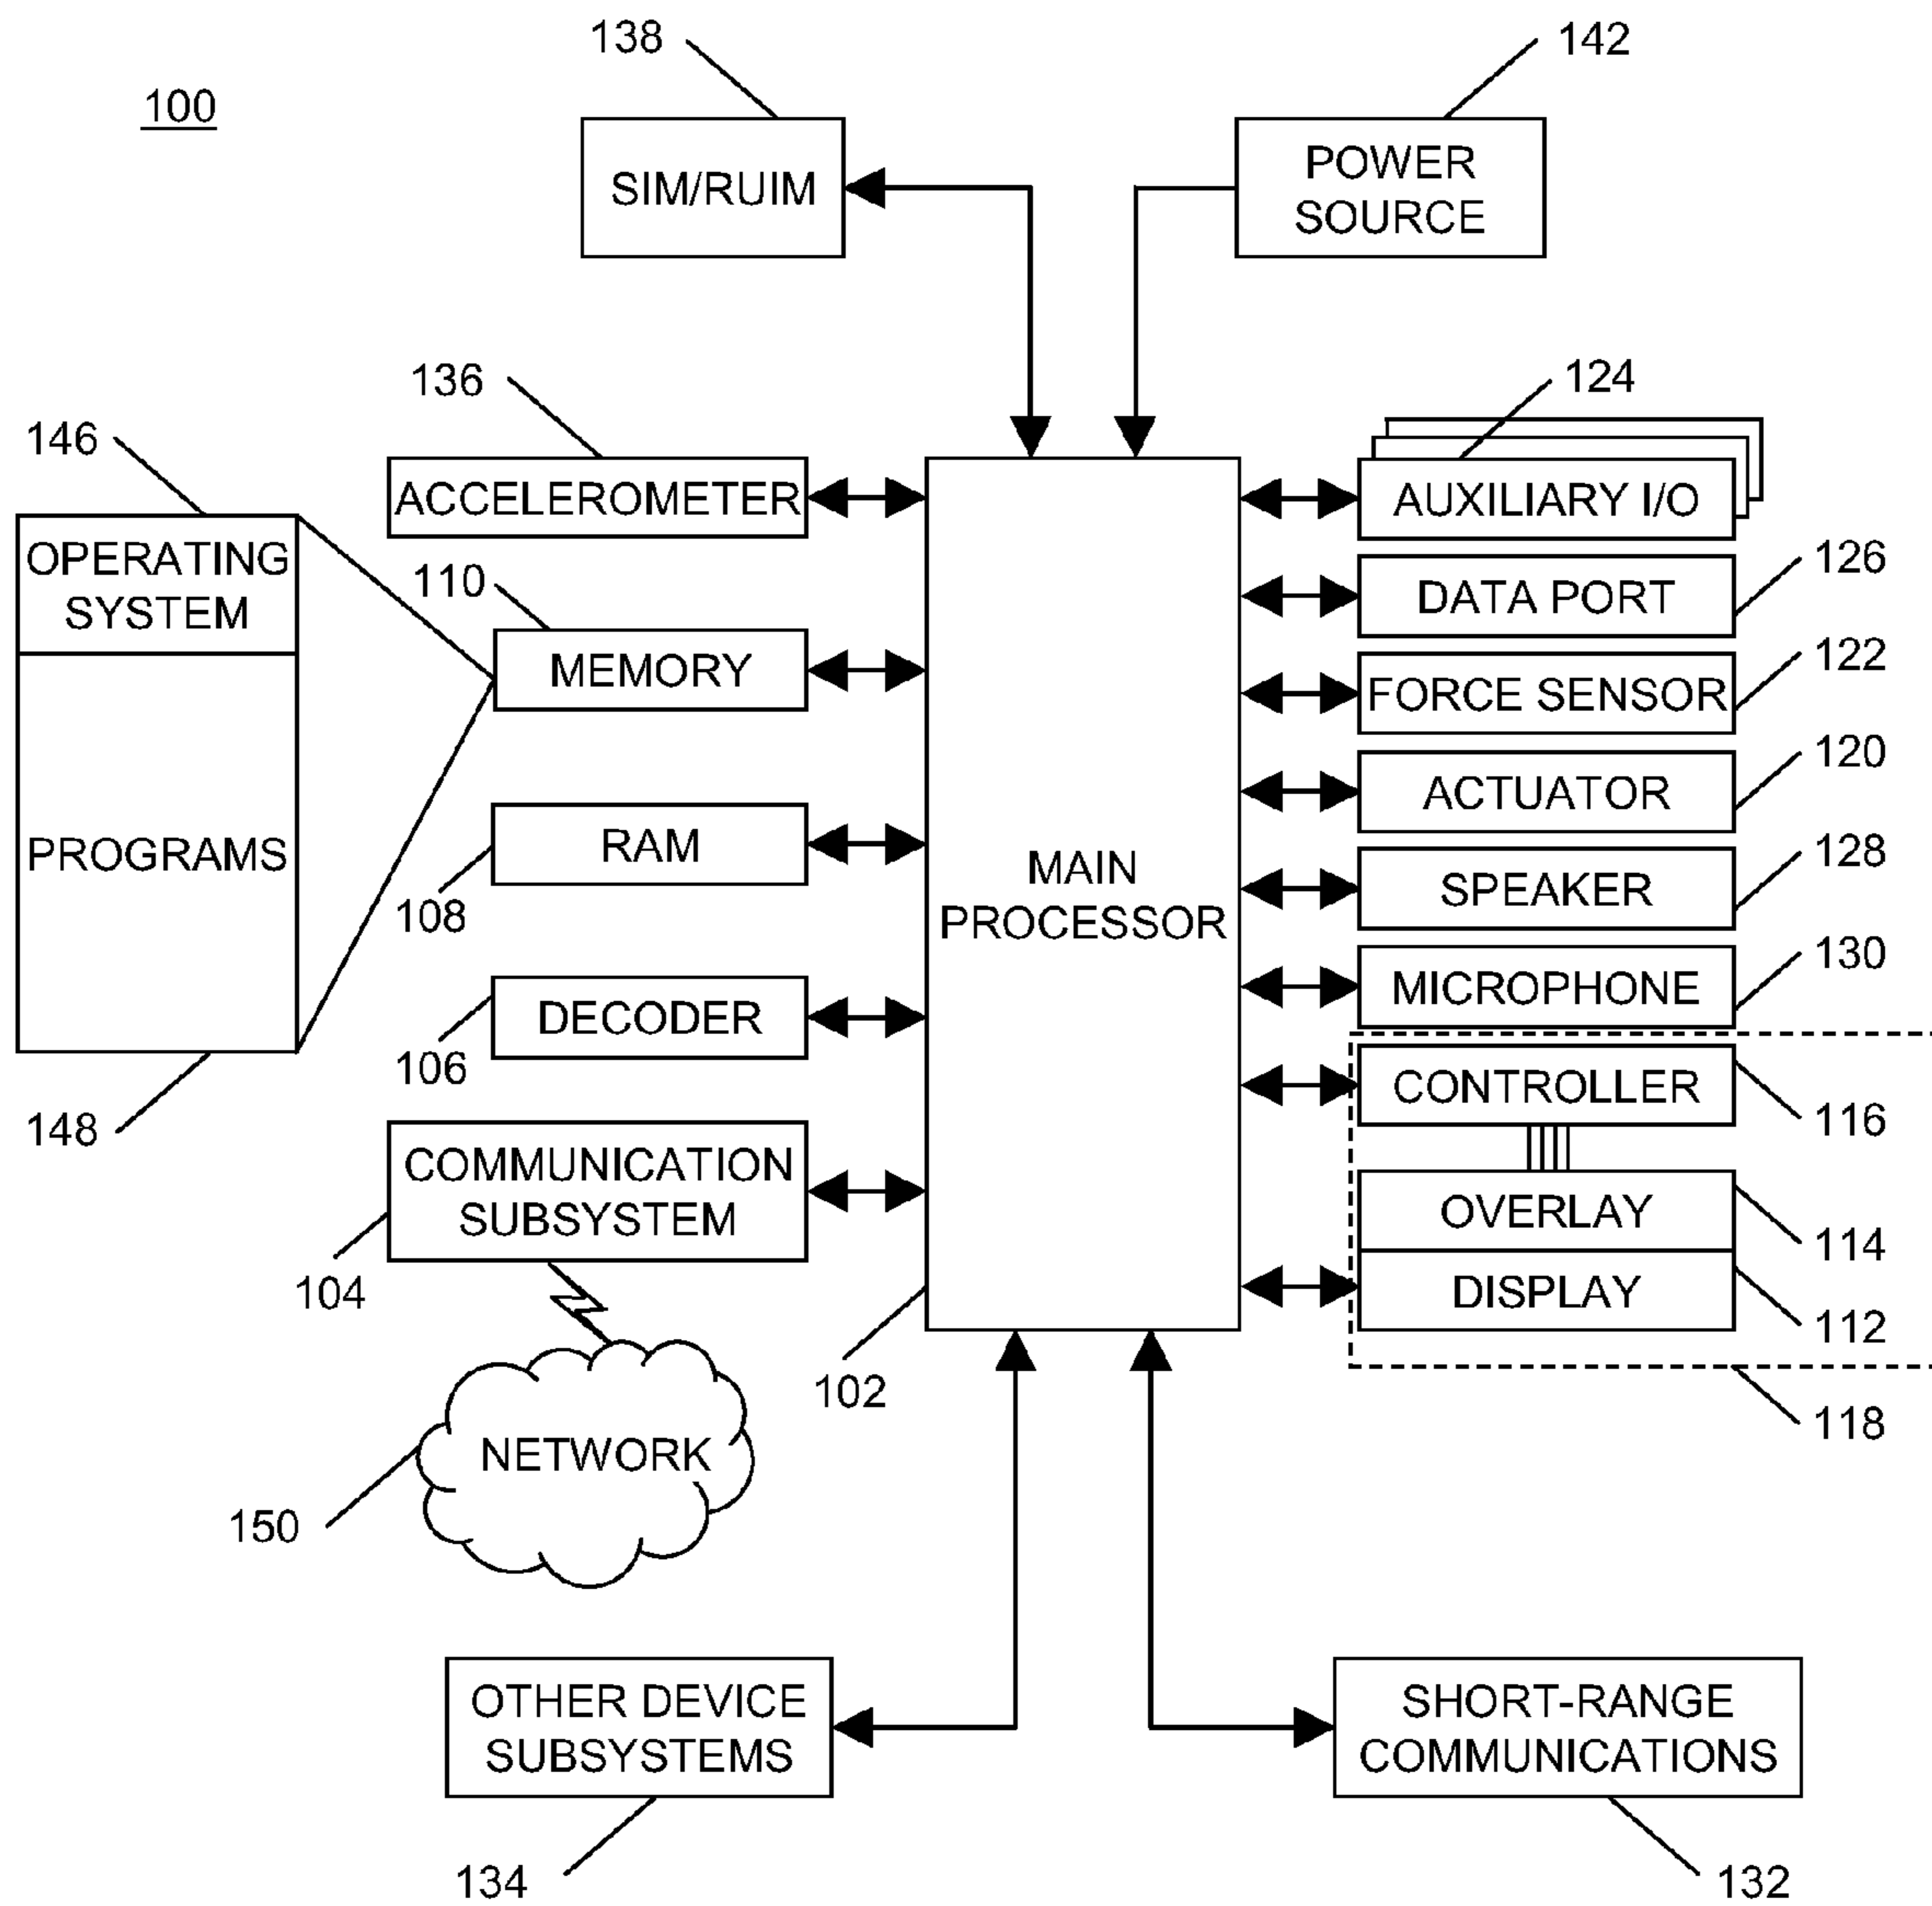 138
142
100
SIM/RUIM
POWER
SOURCE
136
124
146
ACCELEROMETER
AUXILIARY I/O
OPERATING
SYSTEM
110
126
DATA PORT
MEMORY
122
FORCE SENSOR
120
ACTUATOR
PROGRAMS
RAM
108
MAIN
PROCESSOR
128
SPEAKER
130
MICROPHONE
DECODER
106
CONTROLLER
116
148
COMMUNICATION
SUBSYSTEM
OVERLAY
114
104
DISPLAY
112
102
118
NETWORK
150
OTHER DEVICE
SUBSYSTEMS
SHORT-RANGE
COMMUNICATIONS
134
132